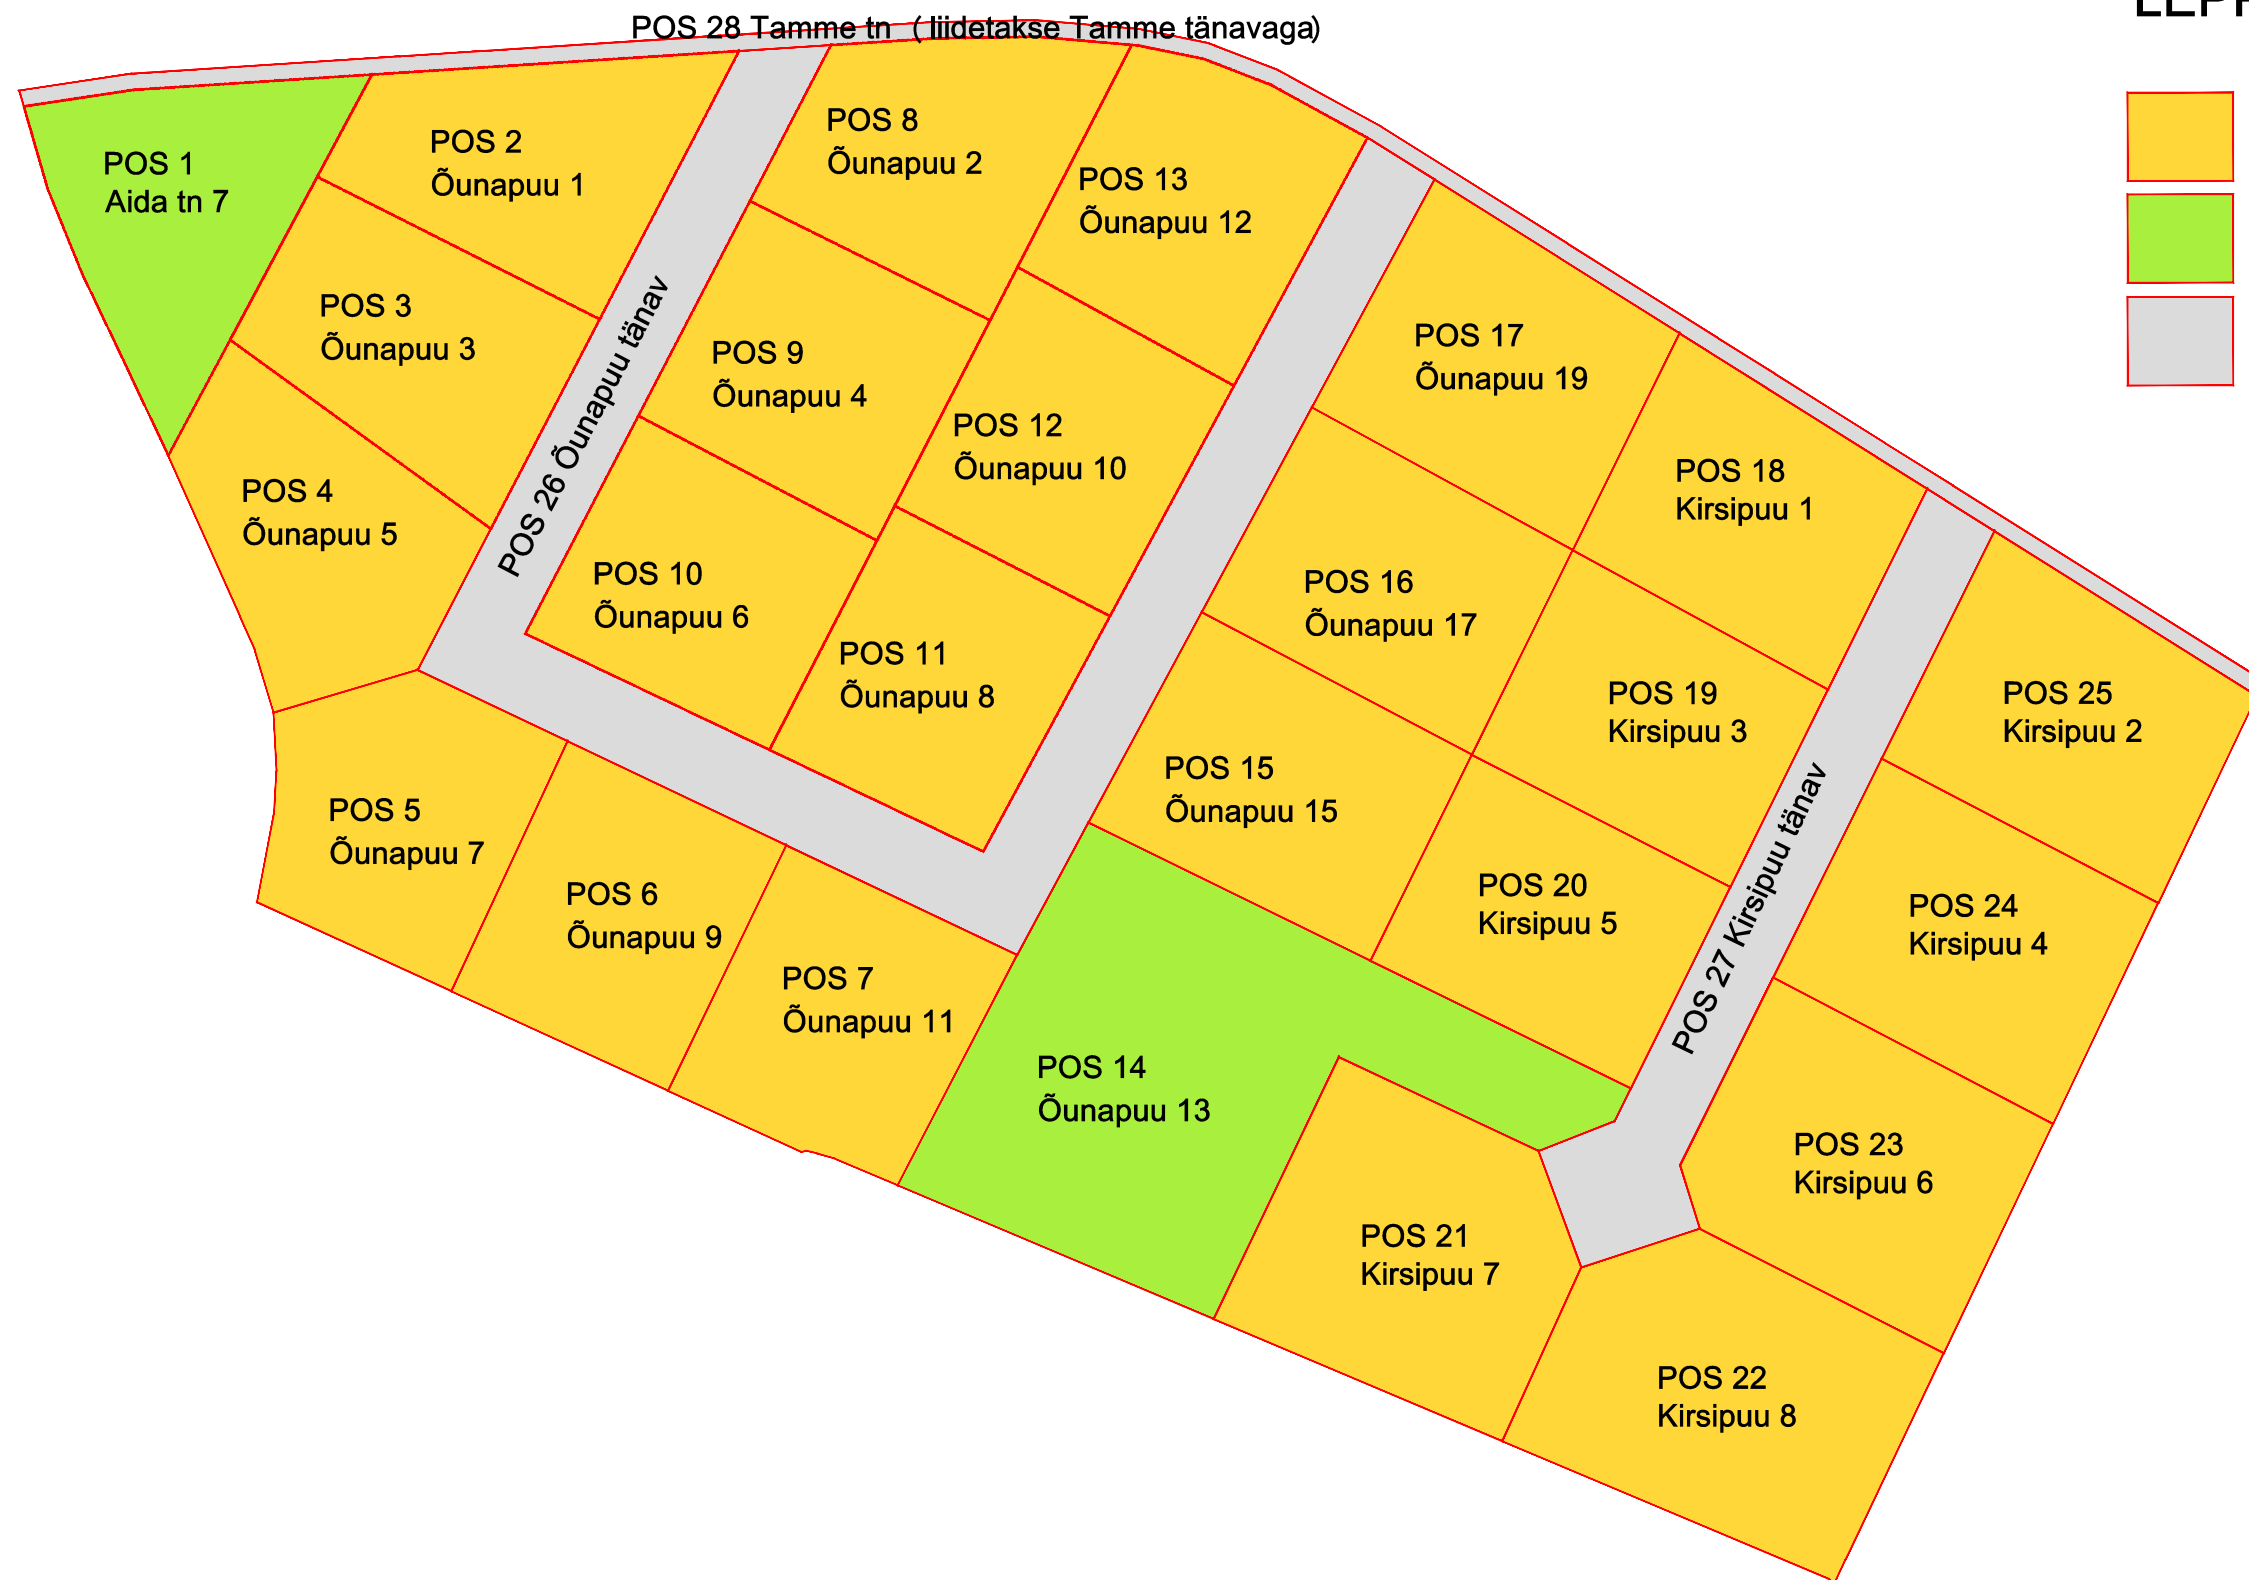 POS 28 Tamme tn (liidetakse Tamme tänavaga)
POS 1
Aida tn 7
POS 2
Õunapuu 1
POS 3
Õunapuu 3
POS 4
Õunapuu 5
POS 5
Õunapuu 7
POS 6
Õunapuu 9
POS 7
Õunapuu 11
POS 26 Õunapuu tänav
POS 8
Õunapuu 2
POS 9
Õunapuu 4
POS 10
Õunapuu 6
POS 11
Õunapuu 8
POS 12
Õunapuu 10
POS 13
Õunapuu 12
POS 14
Õunapuu 13
POS 15
Õunapuu 15
POS 16
Õunapuu 17
POS 17
Õunapuu 19
POS 18
Kirsipuu 1
POS 19
Kirsipuu 3
POS 20
Kirsipuu 5
POS 21
Kirsipuu 7
POS 22
Kirsipuu 8
POS 23
Kirsipuu 6
POS 24
Kirsipuu 4
POS 25
Kirsipuu 2
POS 27 Kirsipuu tänav